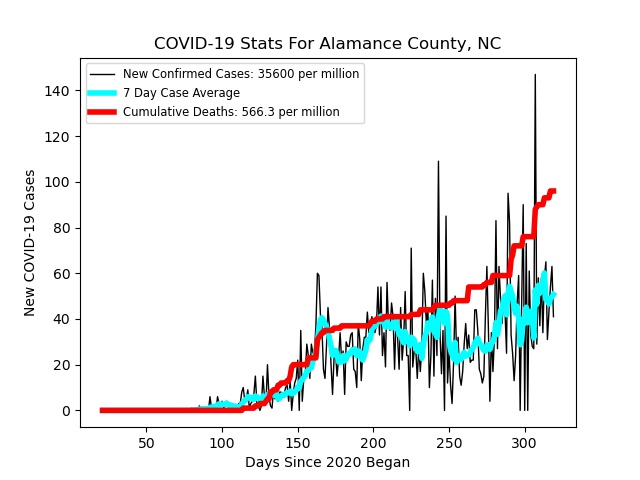 COVID-19 Stats For Alamance County, NC
New Confirmed Cases: 35600 per million
7 Day Case Average
Cumulative Deaths: 566.3 per million
New COVID-19 Cases
140
120
100
80
60
40
20
0
50 100 150 200 250 300
Days Since 2020 Began